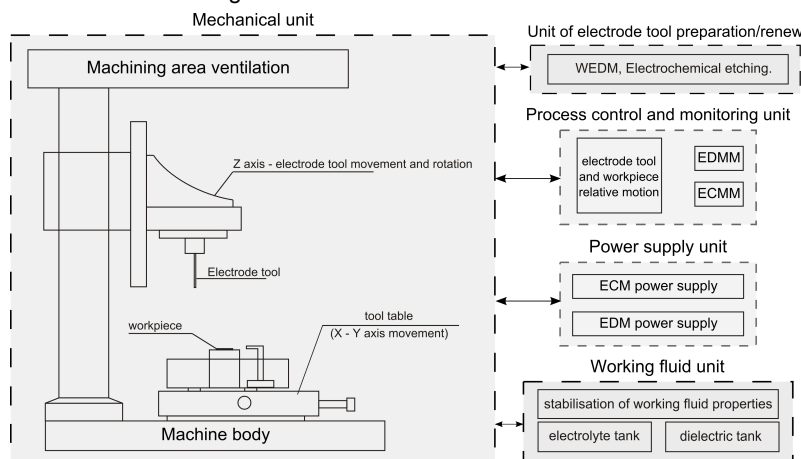 Mechanical unit
Machining area ventilation
Z axis - electrode tool movement and rotation
Electrode tool
workpiece
tool table
(X - Y axis movement)
Machine body
Unit of electrode tool preparation/renew
WEDM, Electrochemical etching.
Process control and monitoring unit
electrode tool
and workpiece
relative motion
EDMM
ECMM
Power supply unit
ECM power supply
EDM power supply
Working fluid unit
stabilisation of working fluid properties
electrolyte tank
dielectric tank